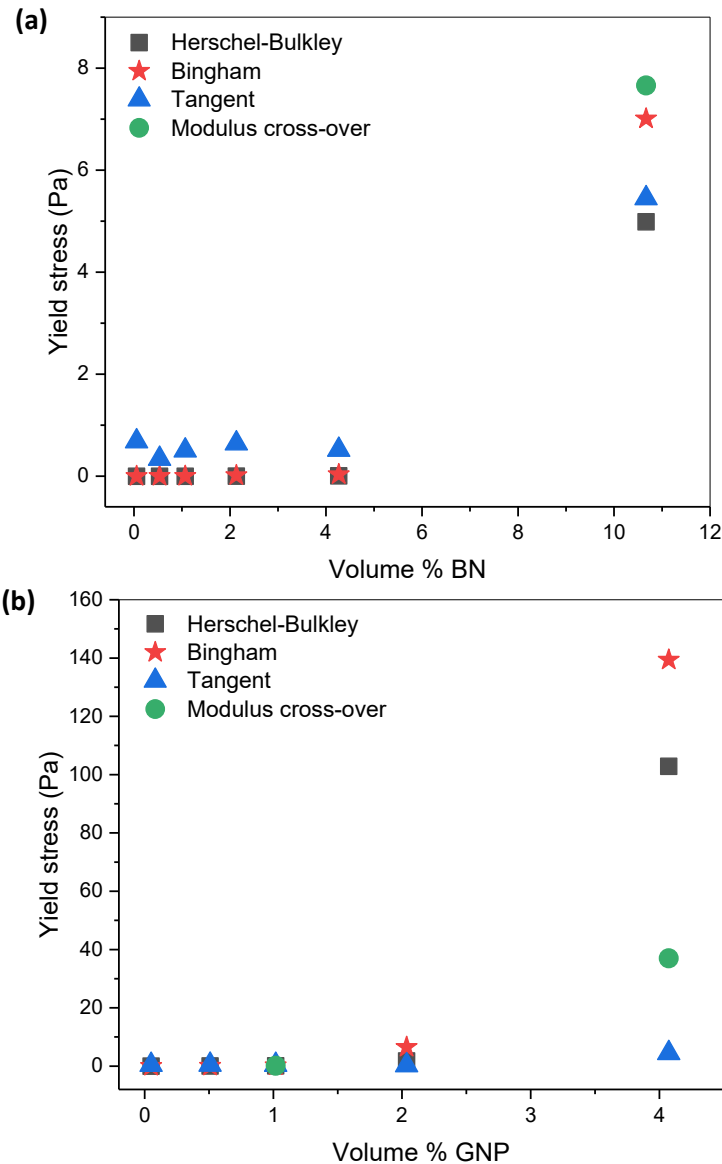 (a)
Herschel-Bulkley
Bingham
Tangent
Modulus cross-over
8
6
4
2
0
Yield stress (Pa)
0 2 4 6 8 10 12
Volume % BN
(b)
160
Herschel-Bulkley
Bingham
Tangent
Modulus cross-over
140
120
100
80
60
40
20
0
Yield stress (Pa)
0 1 2 3 4
Volume % GNP